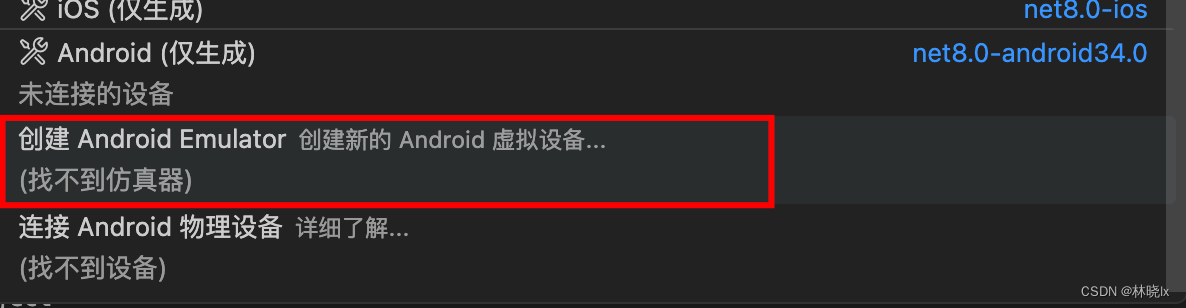 iOS (仅生成) net8.0-ios
Android (仅生成) net8.0-android34.0
未连接的设备
创建 Android Emulator 创建新的 Android 虚拟设备...
(找不到仿真器)
连接 Android 物理设备 详细了解...
(找不到设备)
CSDN @林晓lx